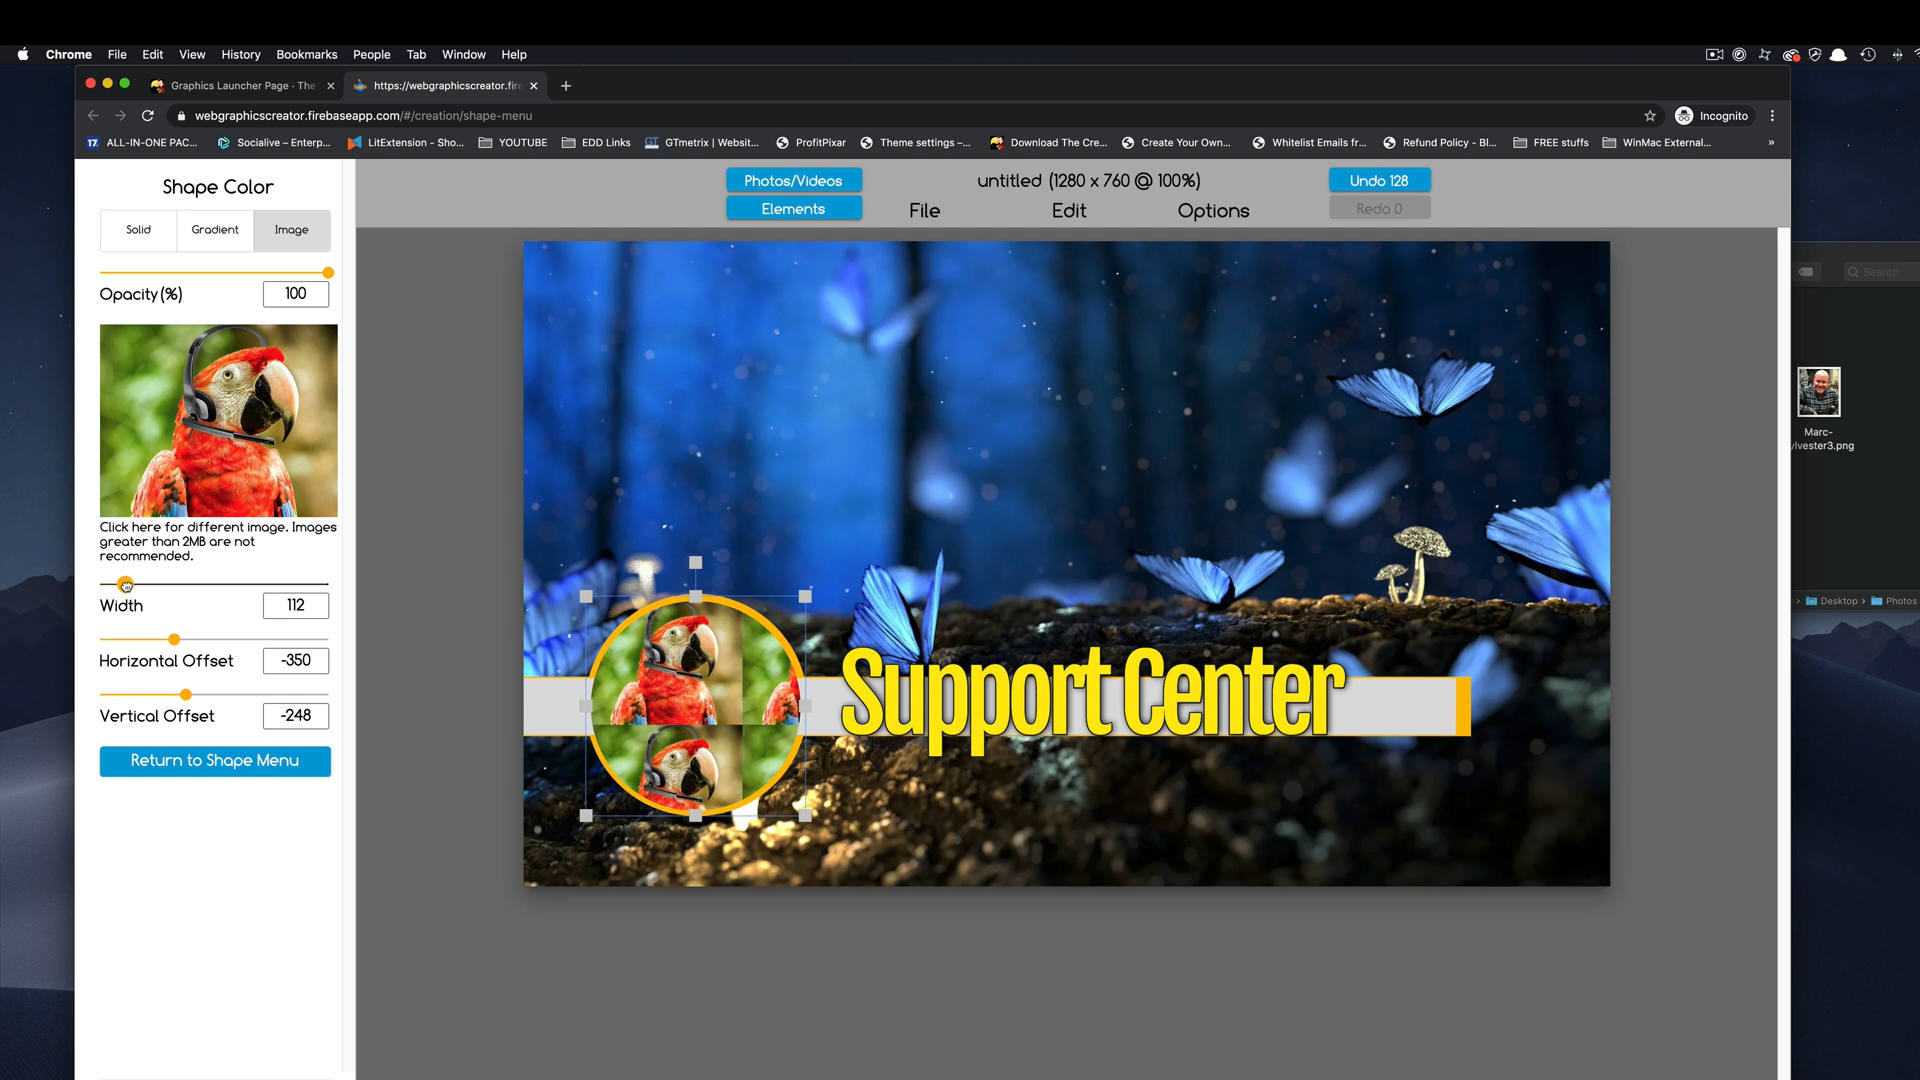 Chrome File Edit View History Bookmarks People Tab Window Help
Graphics Launcher Page · The
https://webgraphicscreator.fire
webgraphicscreator.firebaseapp.com/#/creation/shape-menu
Incognito
17 ALL-IN-ONE PAC...
Socialive – Enterp...
LitExtension - Sho...
YOUTUBE
EDD Links
GT GTmetrix | Websit...
ProfitPixar
Theme settings –...
Download The Cre...
Create Your Own...
Whitelist Emails fr...
Refund Policy - Bl...
FREE stuffs
WinMac External...
»
Shape Color
Solid Gradient Image
Opacity (%) 100
Click here for different image. Images
greater than 2MB are not
recommended.
Width 112
Horizontal Offset -350
Vertical Offset -248
Return to Shape Menu
Photos/Videos
Elements
untitled (1280 x 760 @ 100%)
File Edit Options
Undo 128
Redo 0
Support Center
Search
Marc-
ylvester3.png
Desktop › Photos